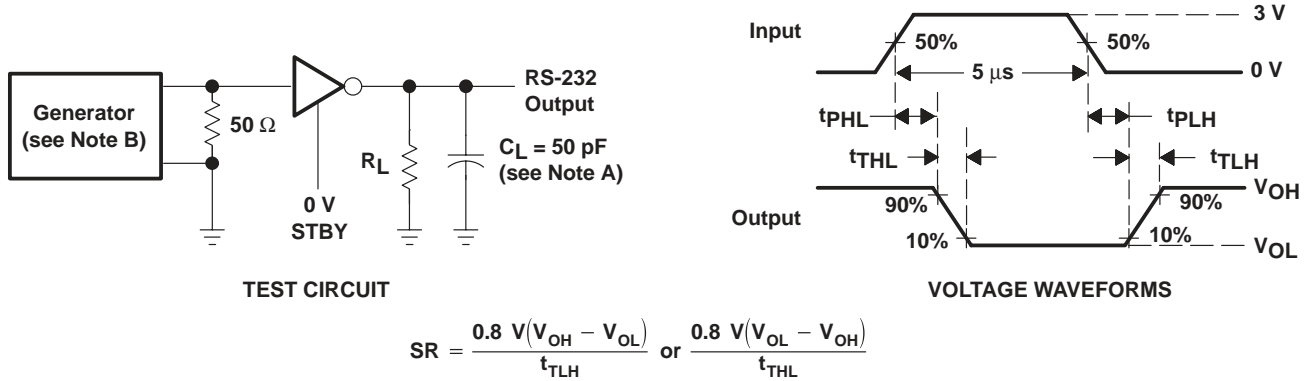 Generator
(see Note B)
50 Ω
0 V
STBY
R_L
RS-232
Output
C_L = 50 pF
(see Note A)
TEST CIRCUIT
Input
50%
50%
3 V
0 V
5 μs
t_PHL
t_PLH
t_THL
t_TLH
Output
90%
10%
90%
10%
V_OH
V_OL
VOLTAGE WAVEFORMS
SR = 0.8 V(V_OH − V_OL) / t_TLH or 0.8 V(V_OL − V_OH) / t_THL